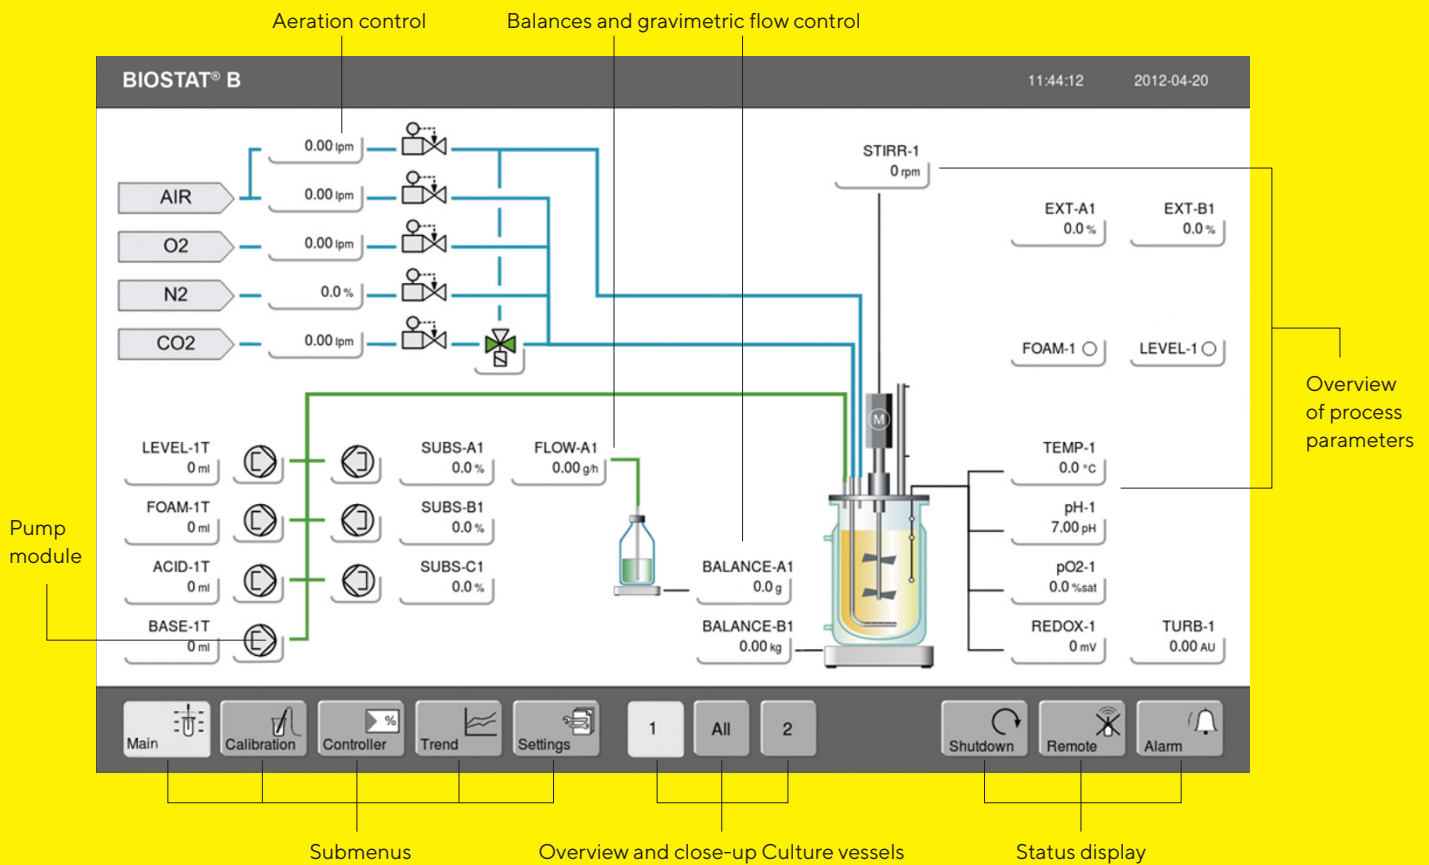 Aeration control
Balances and gravimetric flow control
BIOSTAT® B
11:44:12
2012-04-20
0.00 lpm
STIRR-1
0 rpm
AIR
0.00 lpm
EXT-A1
0.0 %
EXT-B1
0.0 %
O2
0.00 lpm
N2
0.0 %
CO2
0.00 lpm
FOAM-1
LEVEL-1
Overview
of process
parameters
M
LEVEL-1T
0 ml
SUBS-A1
0.0 %
FLOW-A1
0.00 g/h
TEMP-1
0.0 °C
FOAM-1T
0 ml
SUBS-B1
0.0 %
pH-1
7.00 pH
Pump
module
ACID-1T
0 ml
SUBS-C1
0.0 %
BALANCE-A1
0.0 g
pO2-1
0.0 %sat
BASE-1T
0 ml
BALANCE-B1
0.00 kg
REDOX-1
0 mV
TURB-1
0.00 AU
Main
Calibration
%
Controller
Trend
Settings
1
All
2
Shutdown
Remote
Alarm
Submenus
Overview and close-up Culture vessels
Status display